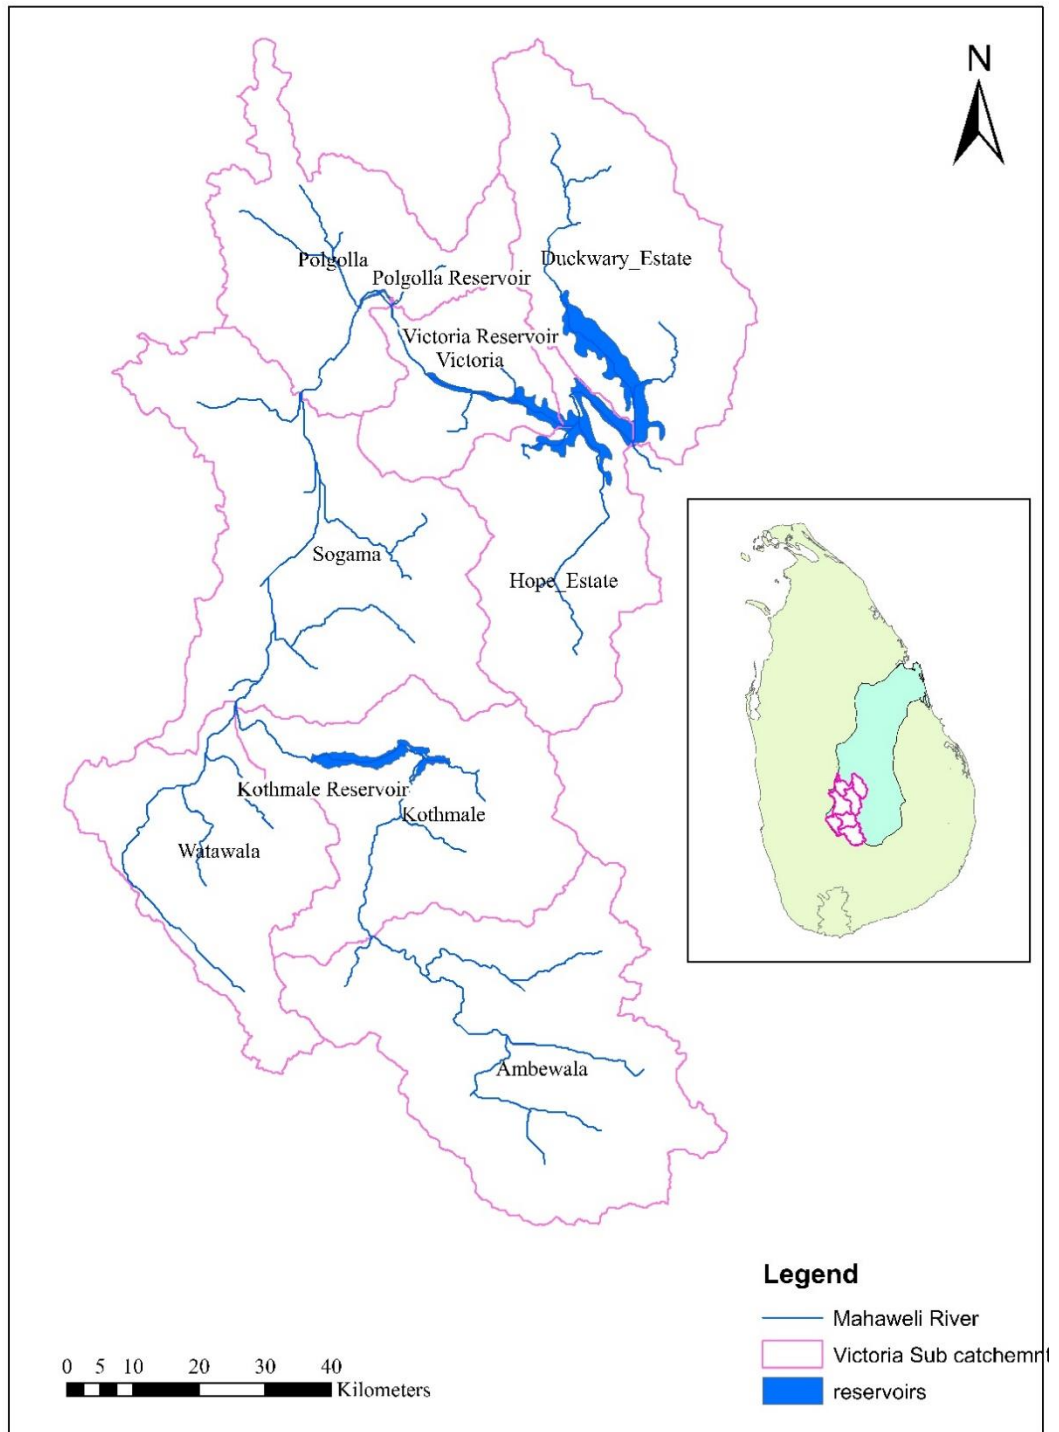 N
Duckwary_Estate
Polgolla
Polgolla Reservoir
Victoria Reservoir
Victoria
Sogama
Hope_Estate
Kothmale Reservoir
Kothmale
Watawala
Ambewala
Legend
Mahaweli River
Victoria Sub catchemnt
reservoirs
0 5 10 20 30 40
Kilometers